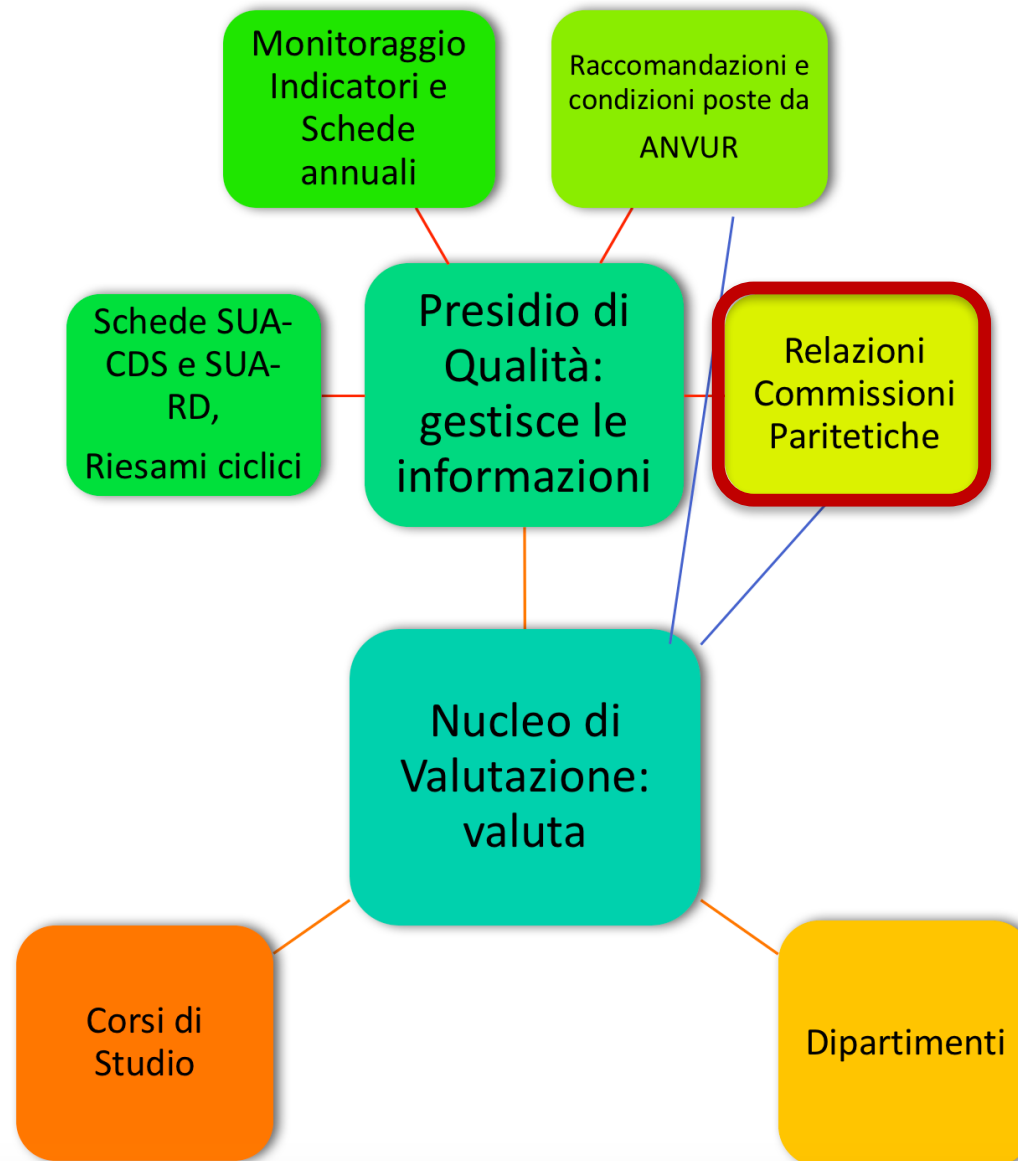 Monitoraggio
Indicatori e
Schede
annuali
Raccomandazioni e
condizioni poste da
ANVUR
Schede SUA-
CDS e SUA-
RD,
Riesami ciclici
Presidio di
Qualità:
gestisce le
informazioni
Relazioni
Commissioni
Paritetiche
Nucleo di
Valutazione:
valuta
Corsi di
Studio
Dipartimenti